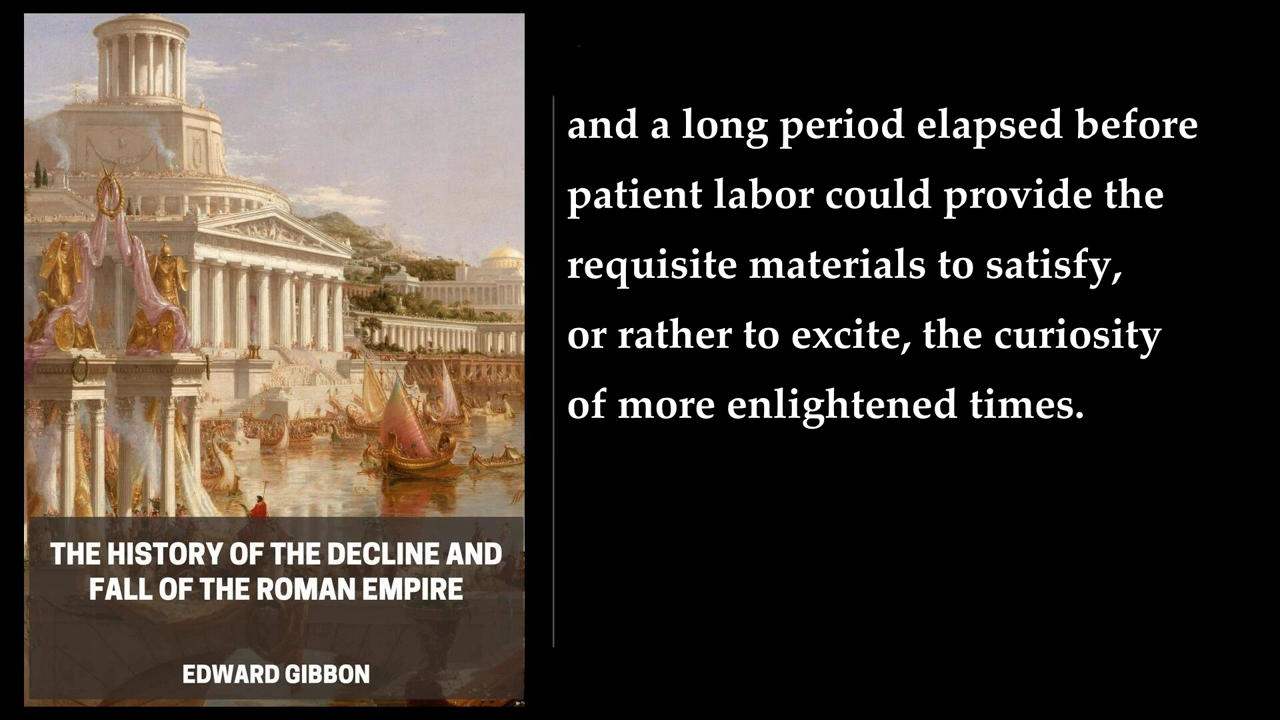 and a long period elapsed before
patient labor could provide the
requisite materials to satisfy,
or rather to excite, the curiosity
of more enlightened times.
THE HISTORY OF THE DECLINE AND
FALL OF THE ROMAN EMPIRE
EDWARD GIBBON